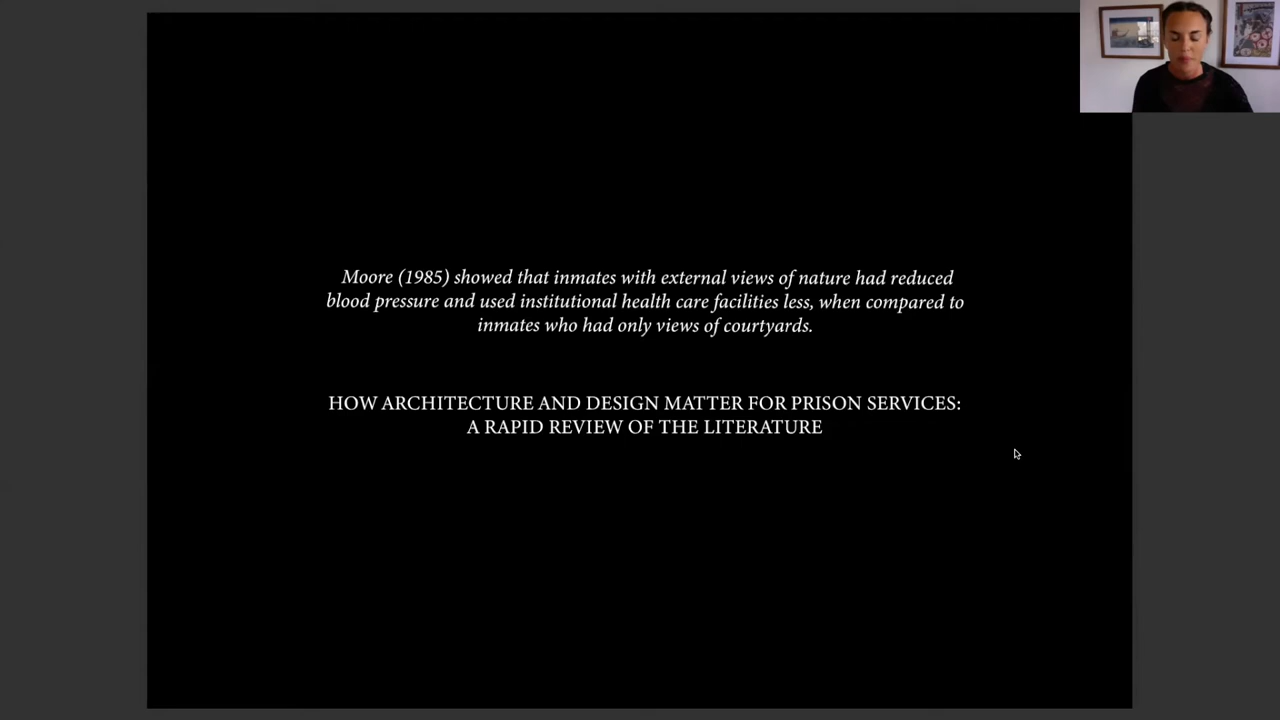 Moore (1985) showed that inmates with external views of nature had reduced
blood pressure and used institutional health care facilities less, when compared to
inmates who had only views of courtyards.
HOW ARCHITECTURE AND DESIGN MATTER FOR PRISON SERVICES:
A RAPID REVIEW OF THE LITERATURE